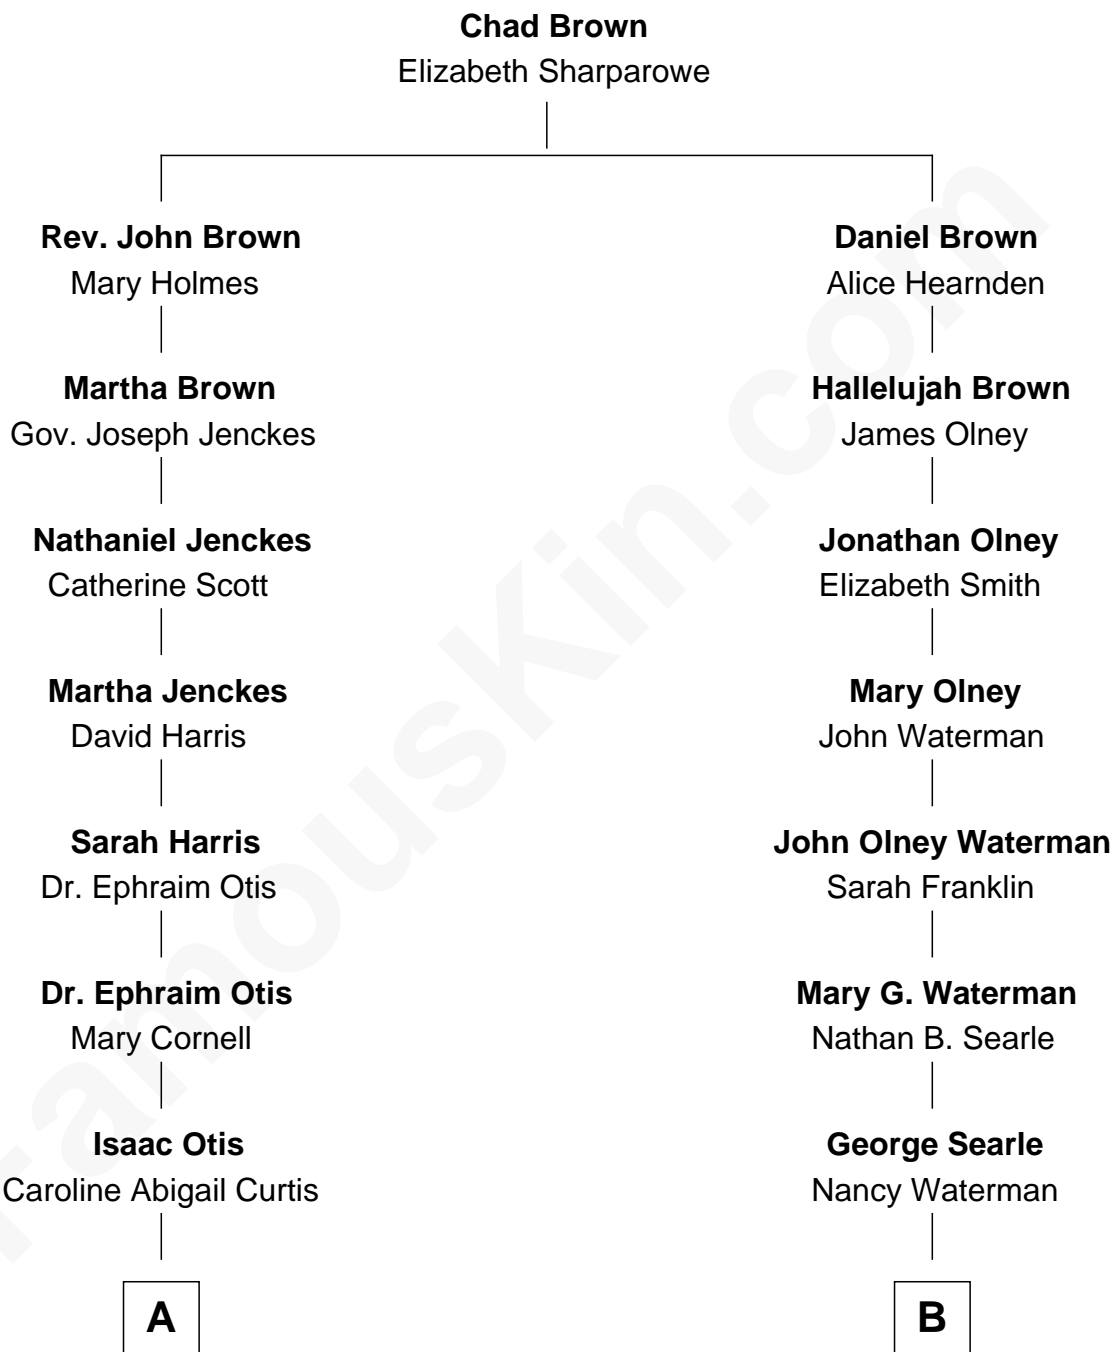 Chad Brown
Elizabeth Sharparowe
Rev. John Brown
Mary Holmes
Daniel Brown
Alice Hearnden
Martha Brown
Gov. Joseph Jenckes
Hallelujah Brown
James Olney
Nathaniel Jenckes
Catherine Scott
Jonathan Olney
Elizabeth Smith
Martha Jenckes
David Harris
Mary Olney
John Waterman
Sarah Harris
Dr. Ephraim Otis
John Olney Waterman
Sarah Franklin
Dr. Ephraim Otis
Mary Cornell
Mary G. Waterman
Nathan B. Searle
Isaac Otis
Caroline Abigail Curtis
George Searle
Nancy Waterman
A
B
FamousKin.com